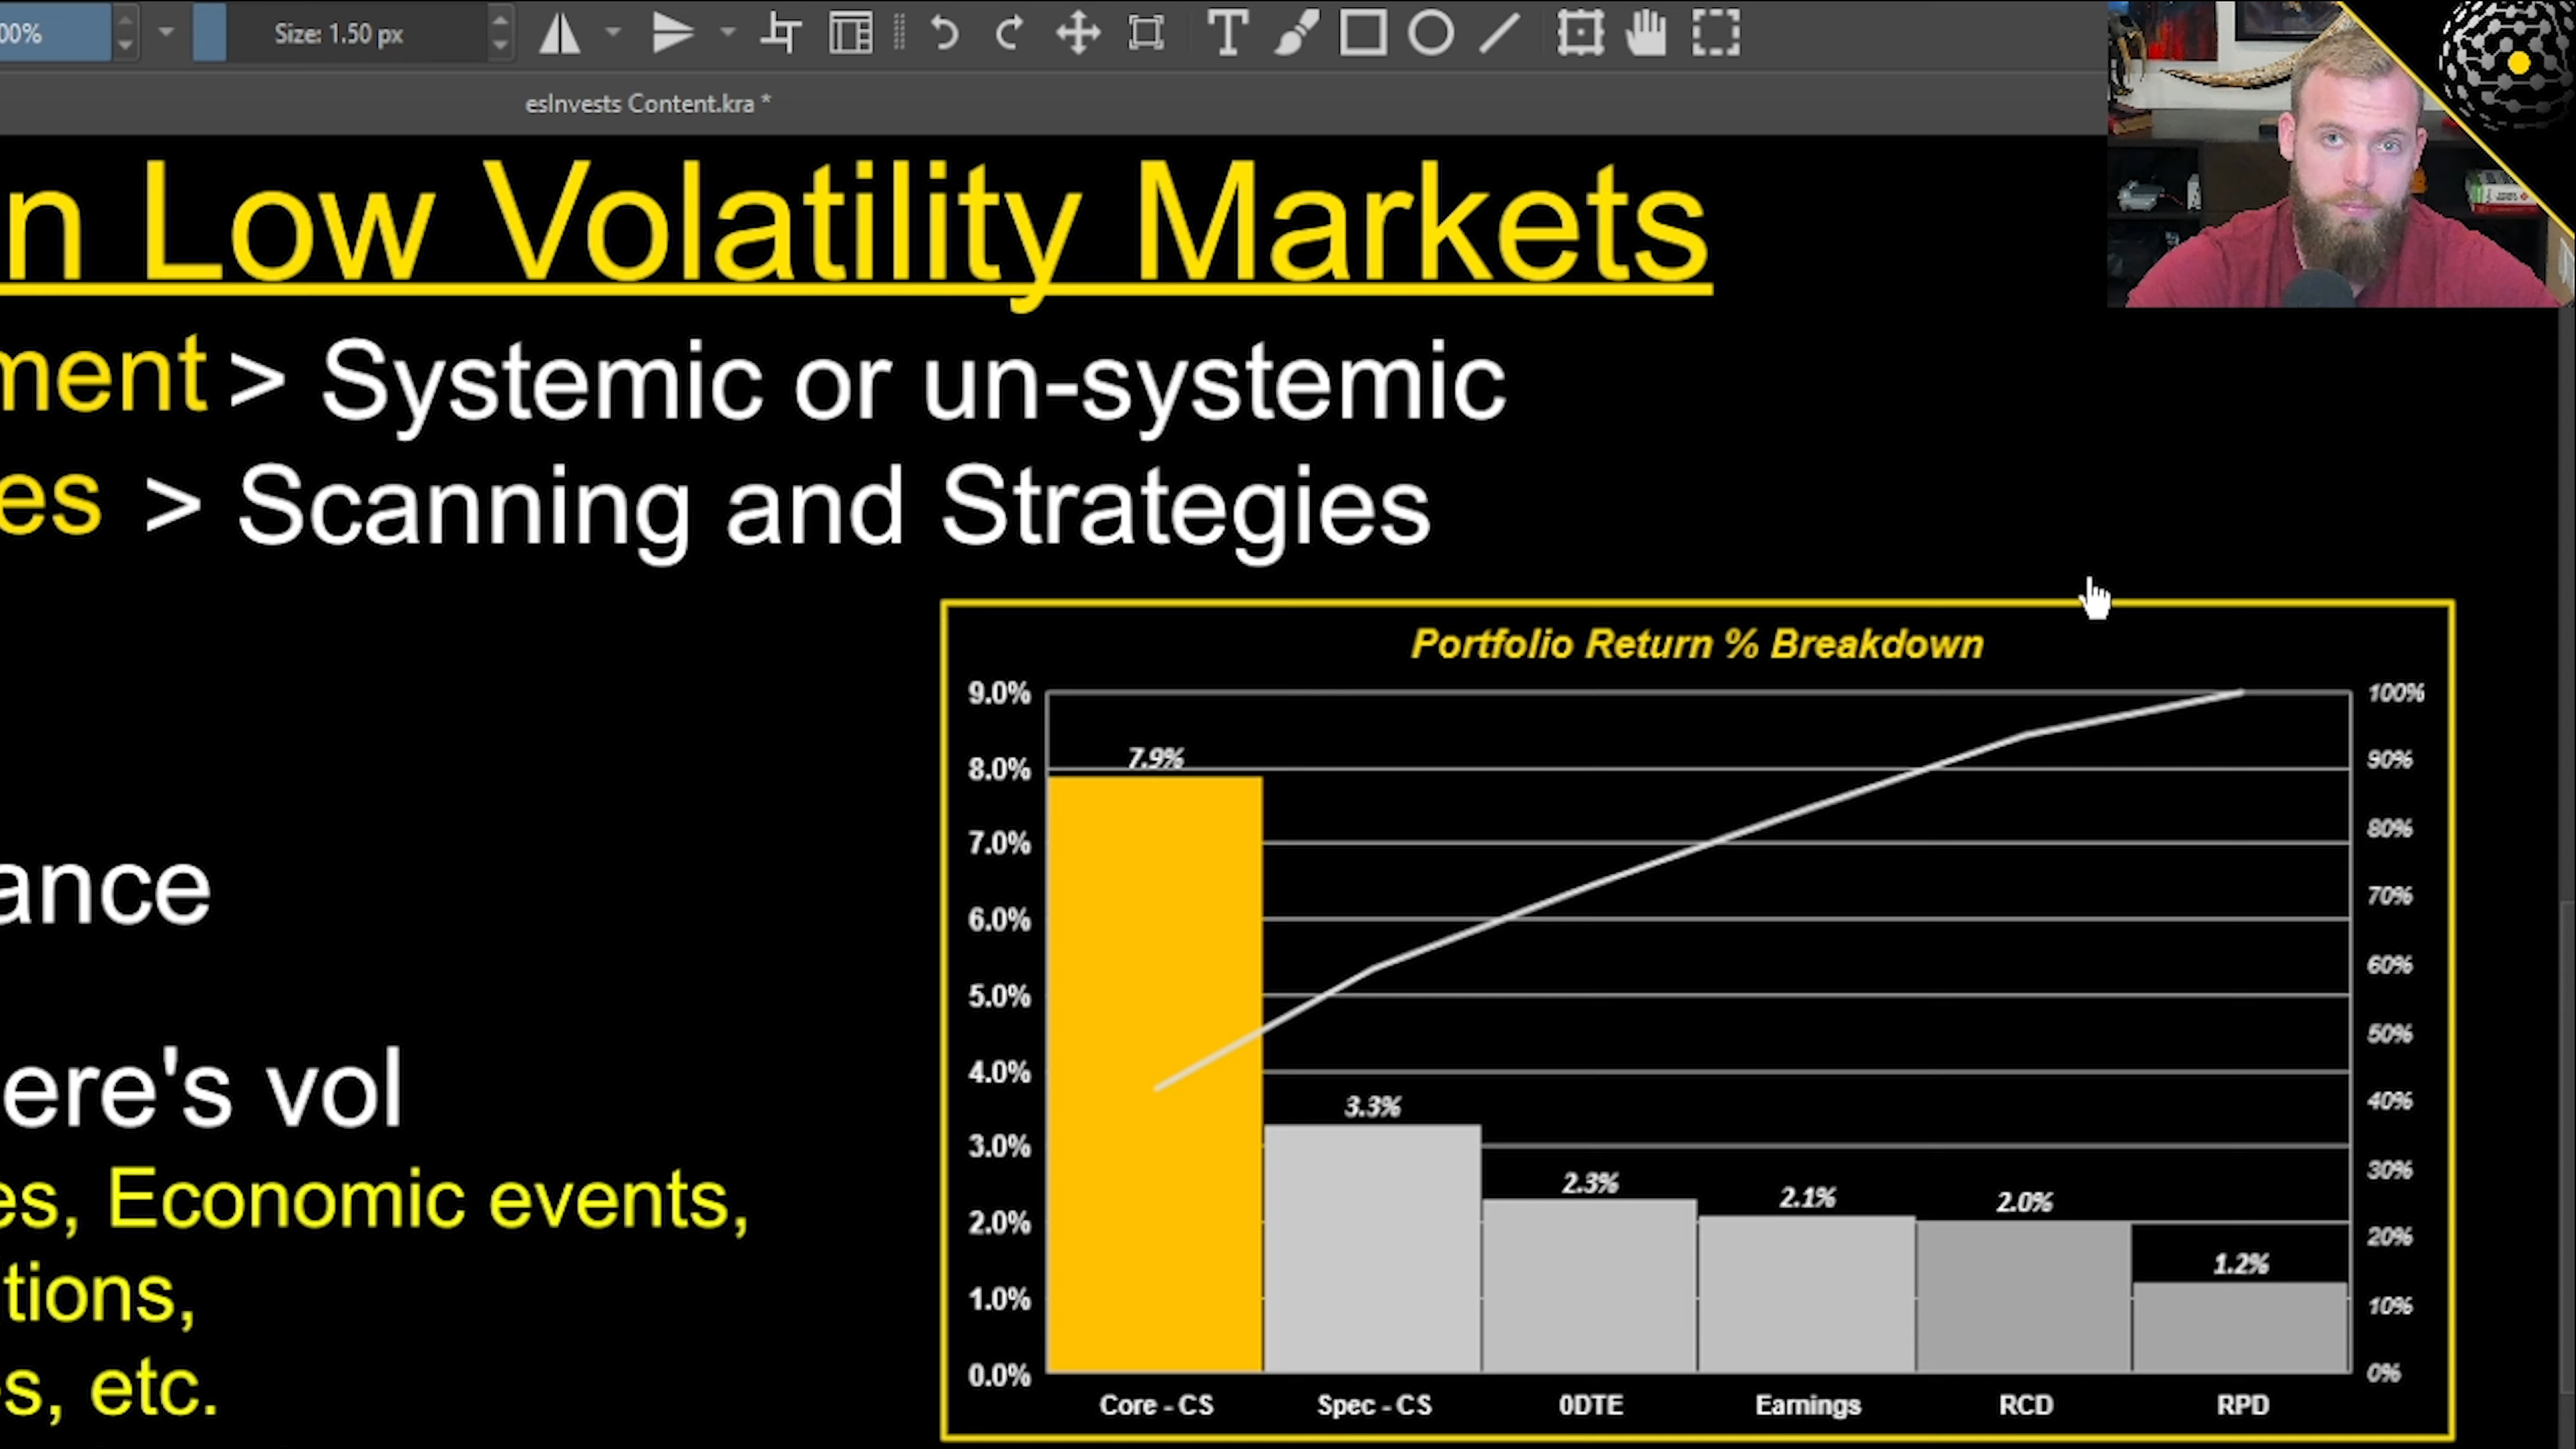 00%
Size: 1.50 px
esInvests Content.kra *
n Low Volatility Markets
ment > Systemic or un-systemic
es > Scanning and Strategies
ance
ere's vol
es, Economic events,
tions,
es, etc.
Portfolio Return % Breakdown
9.0%
8.0%
7.0%
6.0%
5.0%
4.0%
3.0%
2.0%
1.0%
0.0%
7.9%
3.3%
2.3%
2.1%
2.0%
1.2%
100%
90%
80%
70%
60%
50%
40%
30%
20%
10%
0%
Core - CS Spec - CS 0DTE Earnings RCD RPD